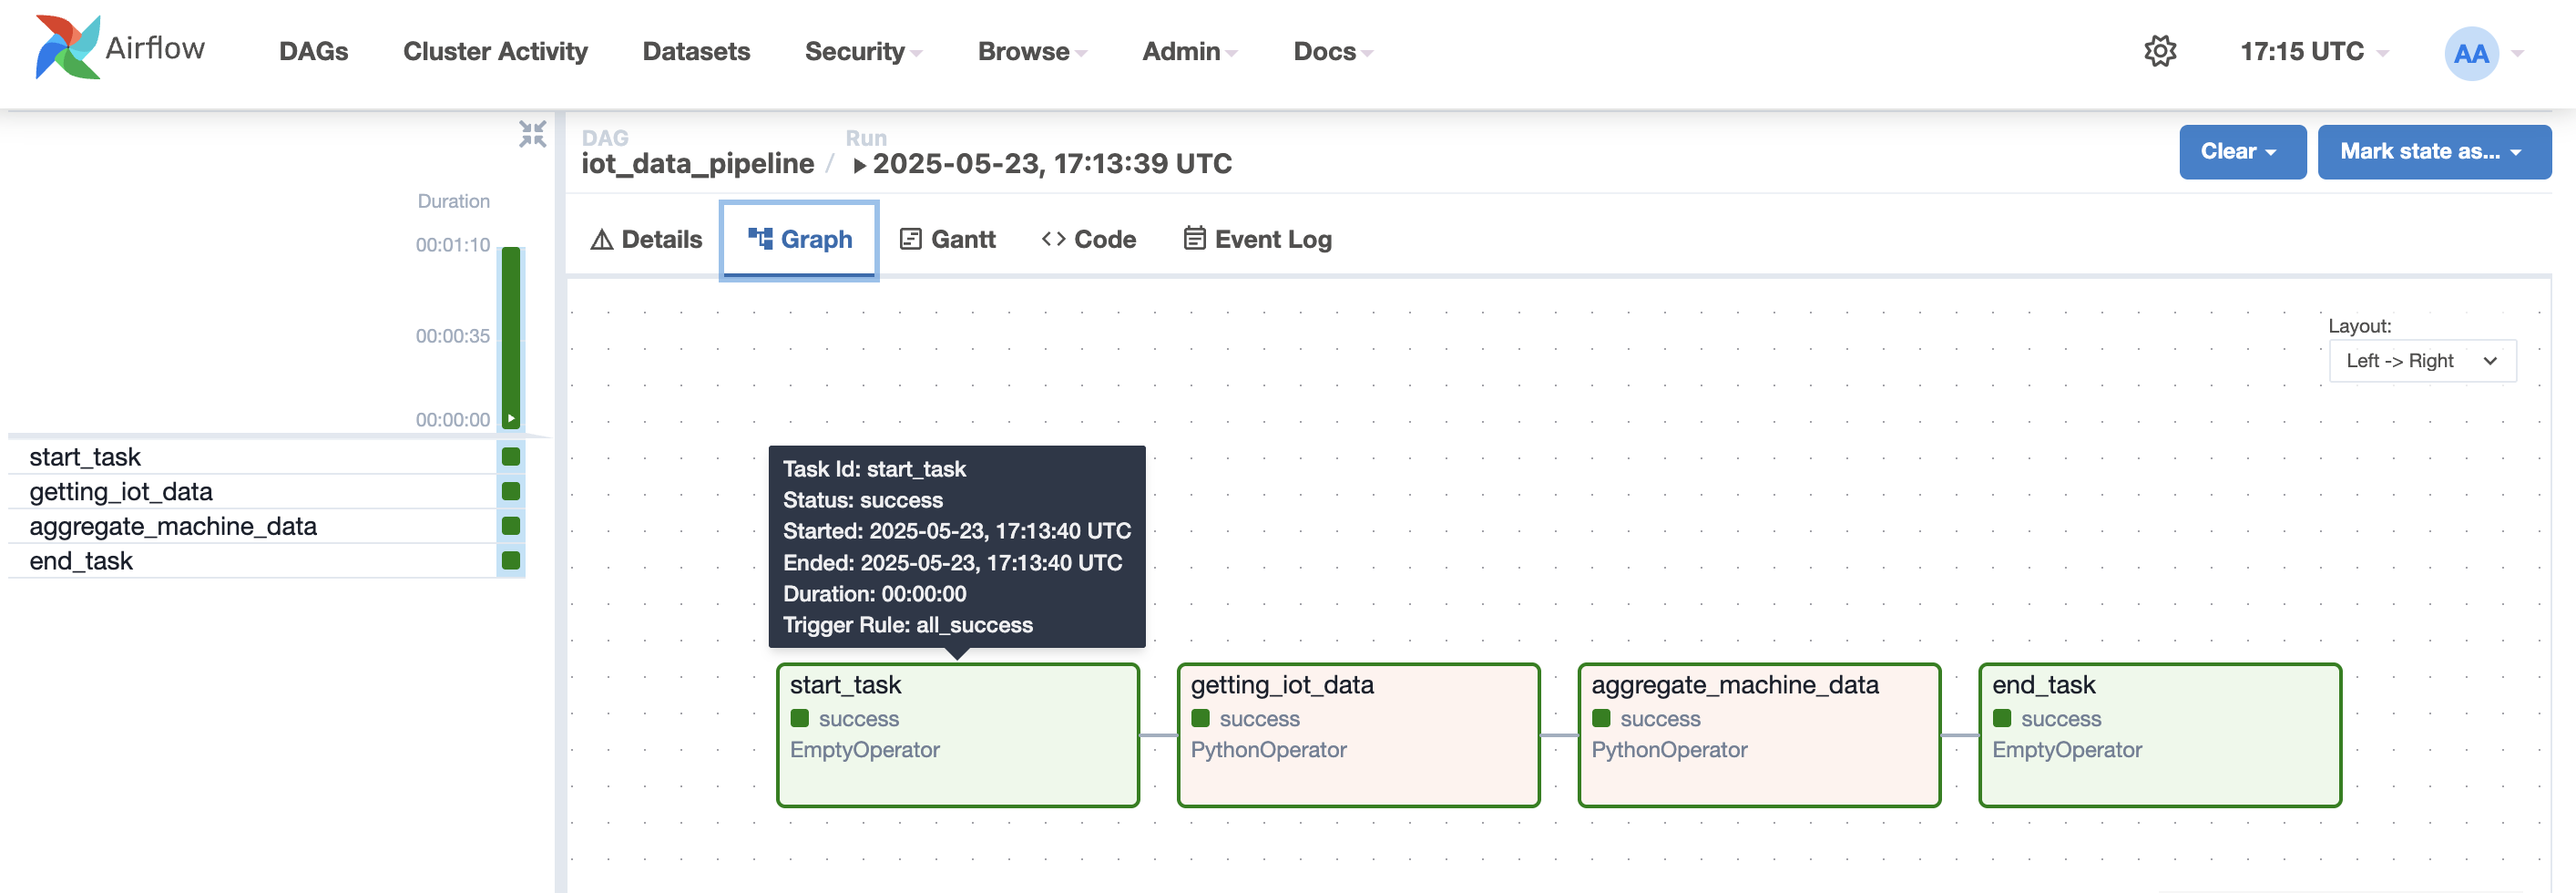 Airflow
DAGs
Cluster Activity
Datasets
Security
Browse
Admin
Docs
17:15 UTC
AA
DAG
Run
iot_data_pipeline / 2025-05-23, 17:13:39 UTC
Clear
Mark state as...
Details
Graph
Gantt
Code
Event Log
Duration
00:01:10
00:00:35
00:00:00
start_task
getting_iot_data
aggregate_machine_data
end_task
Layout:
Left -> Right
Task Id: start_task
Status: success
Started: 2025-05-23, 17:13:40 UTC
Ended: 2025-05-23, 17:13:40 UTC
Duration: 00:00:00
Trigger Rule: all_success
start_task
success
EmptyOperator
getting_iot_data
success
PythonOperator
aggregate_machine_data
success
PythonOperator
end_task
success
EmptyOperator